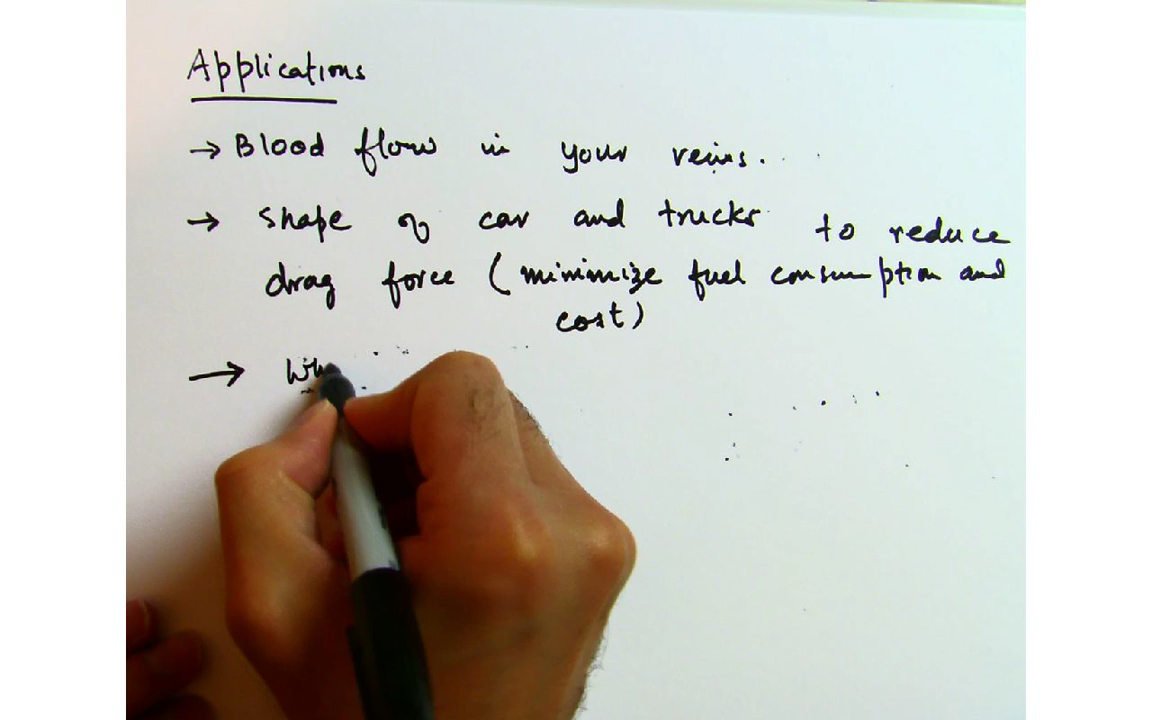 Applications
→ Blood flow in your veins.
→ Shape of car and trucks to reduce
drag force (minimize fuel consumption and
cost)
→